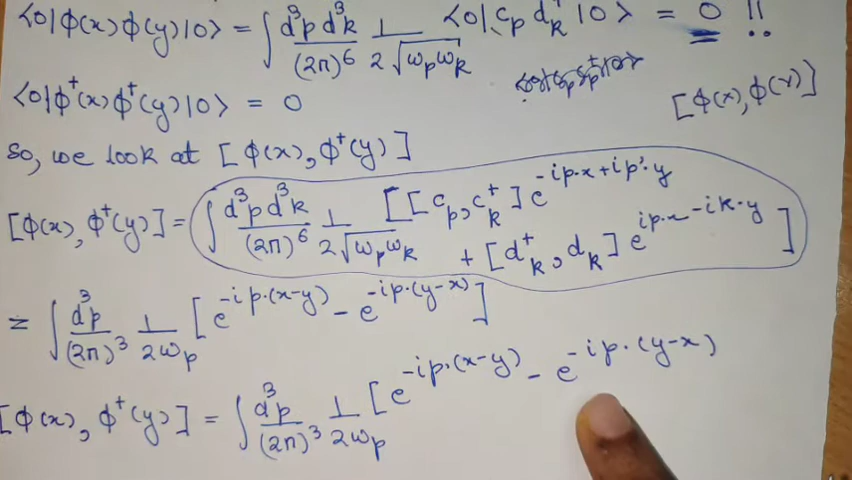 ⟨0|ϕ(x)ϕ(y)|0⟩ = ∫ d³p d³k / (2π)⁶ 1 / 2√(ω_p ω_k) ⟨0|c_p d_k^†|0⟩ = 0 !!
⟨0|ϕ^†(x)ϕ^†(y)|0⟩ = 0
[ϕ(x), ϕ(y)]
So, we look at [ϕ(x), ϕ^†(y)]
[ϕ(x), ϕ^†(y)] = ∫ d³p d³k / (2π)⁶ 1 / 2√(ω_p ω_k) [[c_p, c_k^†] e^{-ip·x+ip'·y}
+ [d_k^†, d_k] e^{ip·x-ik·y}]
= ∫ d³p / (2π)³ 1 / 2ω_p [e^{-ip·(x-y)} - e^{-ip·(y-x)}]
[ϕ(x), ϕ^†(y)] = ∫ d³p / (2π)³ 1 / 2ω_p [e^{-ip·(x-y)} - e^{-ip·(y-x)}